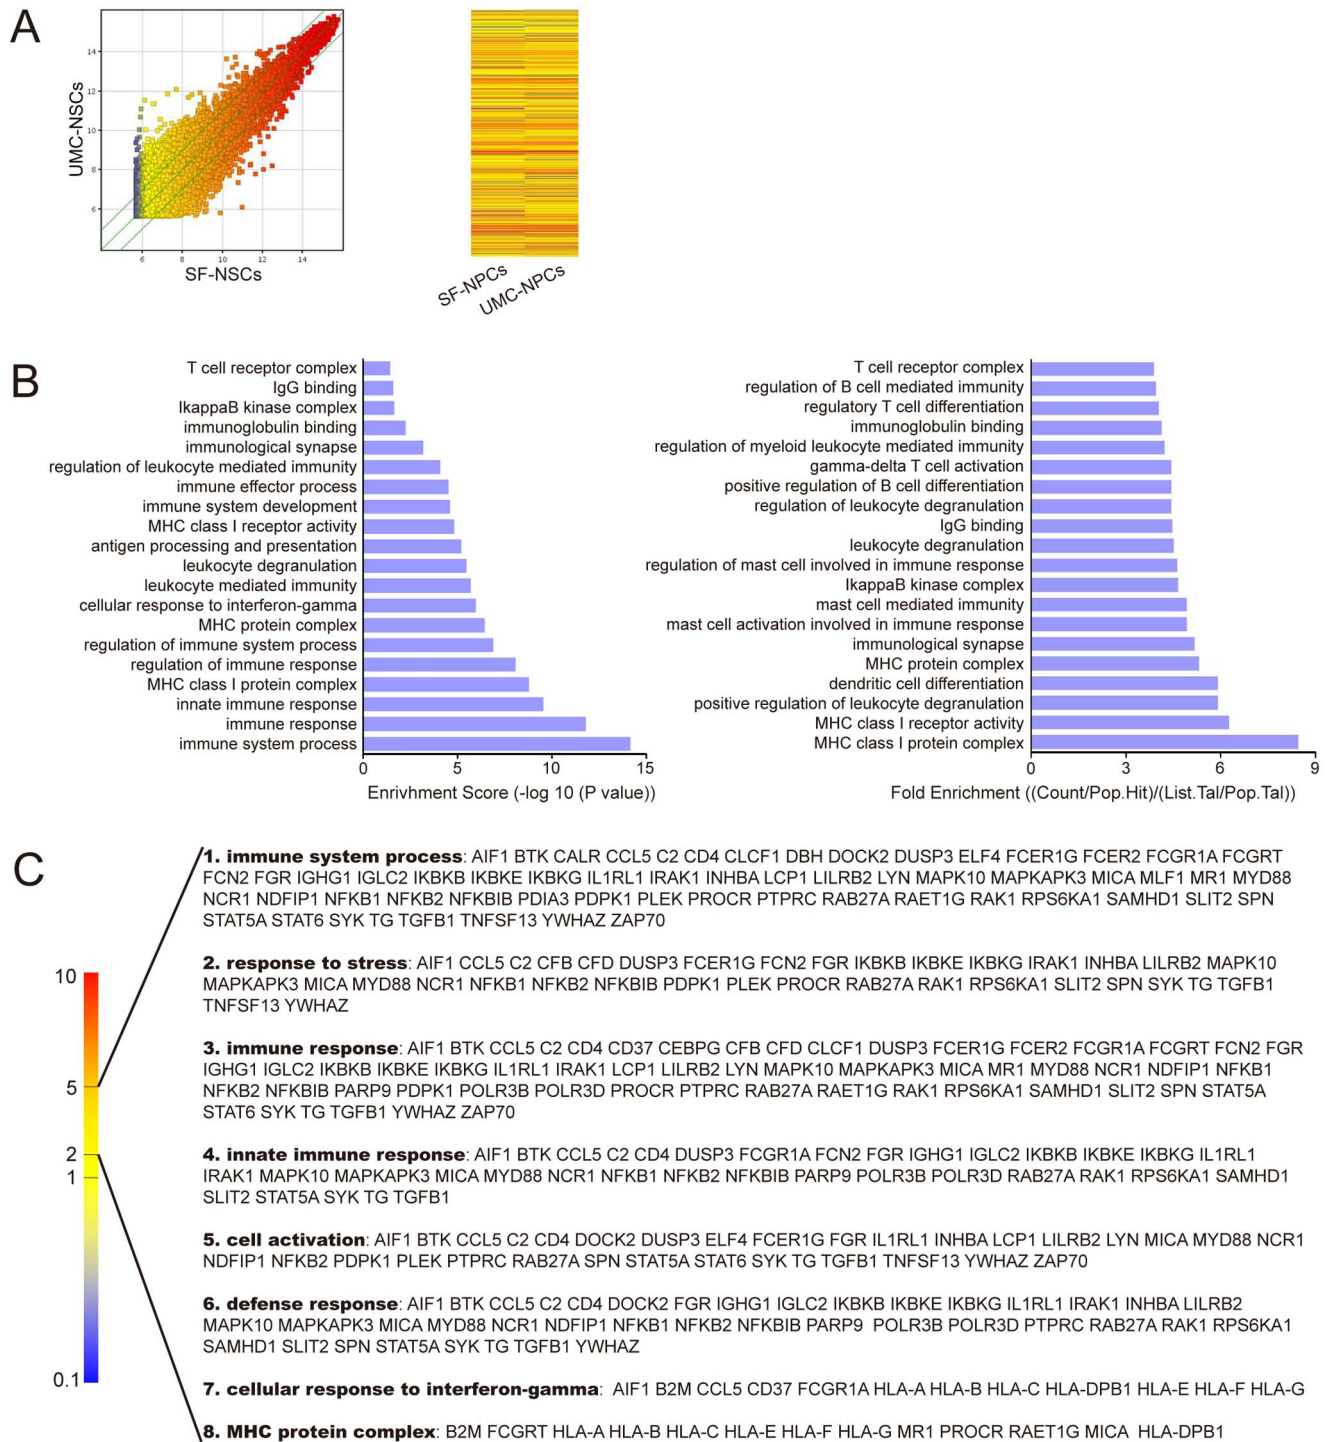 A
UMC-NSCs
14
12
10
8
6
6 8 10 12 14
SF-NSCs
SF-NPCs
UMC-NPCs
B
T cell receptor complex
IgG binding
IkappaB kinase complex
immunoglobulin binding
immunological synapse
regulation of leukocyte mediated immunity
immune effector process
immune system development
MHC class I receptor activity
antigen processing and presentation
leukocyte degranulation
leukocyte mediated immunity
cellular response to interferon-gamma
MHC protein complex
regulation of immune system process
regulation of immune response
MHC class I protein complex
innate immune response
immune response
immune system process
0 5 10 15
Enrivhment Score (-log 10 (P value))
T cell receptor complex
regulation of B cell mediated immunity
regulatory T cell differentiation
immunoglobulin binding
regulation of myeloid leukocyte mediated immunity
gamma-delta T cell activation
positive regulation of B cell differentiation
regulation of leukocyte degranulation
IgG binding
leukocyte degranulation
regulation of mast cell involved in immune response
IkappaB kinase complex
mast cell mediated immunity
mast cell activation involved in immune response
immunological synapse
MHC protein complex
dendritic cell differentiation
positive regulation of leukocyte degranulation
MHC class I receptor activity
MHC class I protein complex
0 3 6 9
Fold Enrichment ((Count/Pop.Hit)/(List.Tal/Pop.Tal))
C
10
5
2
1
0.1
1. immune system process: AIF1 BTK CALR CCL5 C2 CD4 CLCF1 DBH DOCK2 DUSP3 ELF4 FCER1G FCER2 FCGR1A FCGRT
FCN2 FGR IGHG1 IGLC2 IKBKB IKBKE IKBKG IL1RL1 IRAK1 INHBA LCP1 LILRB2 LYN MAPK10 MAPKAPK3 MICA MLF1 MR1 MYD88
NCR1 NDFIP1 NFKB1 NFKB2 NFKBIB PDIA3 PDPK1 PLEK PROCR PTPRC RAB27A RAET1G RAK1 RPS6KA1 SAMHD1 SLIT2 SPN
STAT5A STAT6 SYK TG TGFB1 TNFSF13 YWHAZ ZAP70
2. response to stress: AIF1 CCL5 C2 CFB CFD DUSP3 FCER1G FCN2 FGR IKBKB IKBKE IKBKG IRAK1 INHBA LILRB2 MAPK10
MAPKAPK3 MICA MYD88 NCR1 NFKB1 NFKB2 NFKBIB PDPK1 PLEK PROCR RAB27A RAK1 RPS6KA1 SLIT2 SPN SYK TG TGFB1
TNFSF13 YWHAZ
3. immune response: AIF1 BTK CCL5 C2 CD4 CD37 CEBPG CFB CFD CLCF1 DUSP3 FCER1G FCER2 FCGR1A FCGRT FCN2 FGR
IGHG1 IGLC2 IKBKB IKBKE IKBKG IL1RL1 IRAK1 LCP1 LILRB2 LYN MAPK10 MAPKAPK3 MICA MR1 MYD88 NCR1 NDFIP1 NFKB1
NFKB2 NFKBIB PARP9 PDPK1 POLR3B POLR3D PROCR PTPRC RAB27A RAET1G RAK1 RPS6KA1 SAMHD1 SLIT2 SPN STAT5A
STAT6 SYK TG TGFB1 YWHAZ ZAP70
4. innate immune response: AIF1 BTK CCL5 C2 CD4 DUSP3 FCGR1A FCN2 FGR IGHG1 IGLC2 IKBKB IKBKE IKBKG IL1RL1
IRAK1 MAPK10 MAPKAPK3 MICA MYD88 NCR1 NFKB1 NFKB2 NFKBIB PARP9 POLR3B POLR3D RAB27A RAK1 RPS6KA1 SAMHD1
SLIT2 STAT5A SYK TG TGFB1
5. cell activation: AIF1 BTK CCL5 C2 CD4 DOCK2 DUSP3 ELF4 FCER1G FGR IL1RL1 INHBA LCP1 LILRB2 LYN MICA MYD88 NCR1
NDFIP1 NFKB2 PDPK1 PLEK PTPRC RAB27A SPN STAT5A STAT6 SYK TG TGFB1 TNFSF13 YWHAZ ZAP70
6. defense response: AIF1 BTK CCL5 C2 CD4 DOCK2 FGR IGHG1 IGLC2 IKBKB IKBKE IKBKG IL1RL1 IRAK1 INHBA LILRB2
MAPK10 MAPKAPK3 MICA MYD88 NCR1 NDFIP1 NFKB1 NFKB2 NFKBIB PARP9 POLR3B POLR3D PTPRC RAB27A RAK1 RPS6KA1
SAMHD1 SLIT2 SPN STAT5A SYK TG TGFB1 YWHAZ
7. cellular response to interferon-gamma: AIF1 B2M CCL5 CD37 FCGR1A HLA-A HLA-B HLA-C HLA-DPB1 HLA-E HLA-F HLA-G
8. MHC protein complex: B2M FCGRT HLA-A HLA-B HLA-C HLA-E HLA-F HLA-G MR1 PROCR RAET1G MICA HLA-DPB1